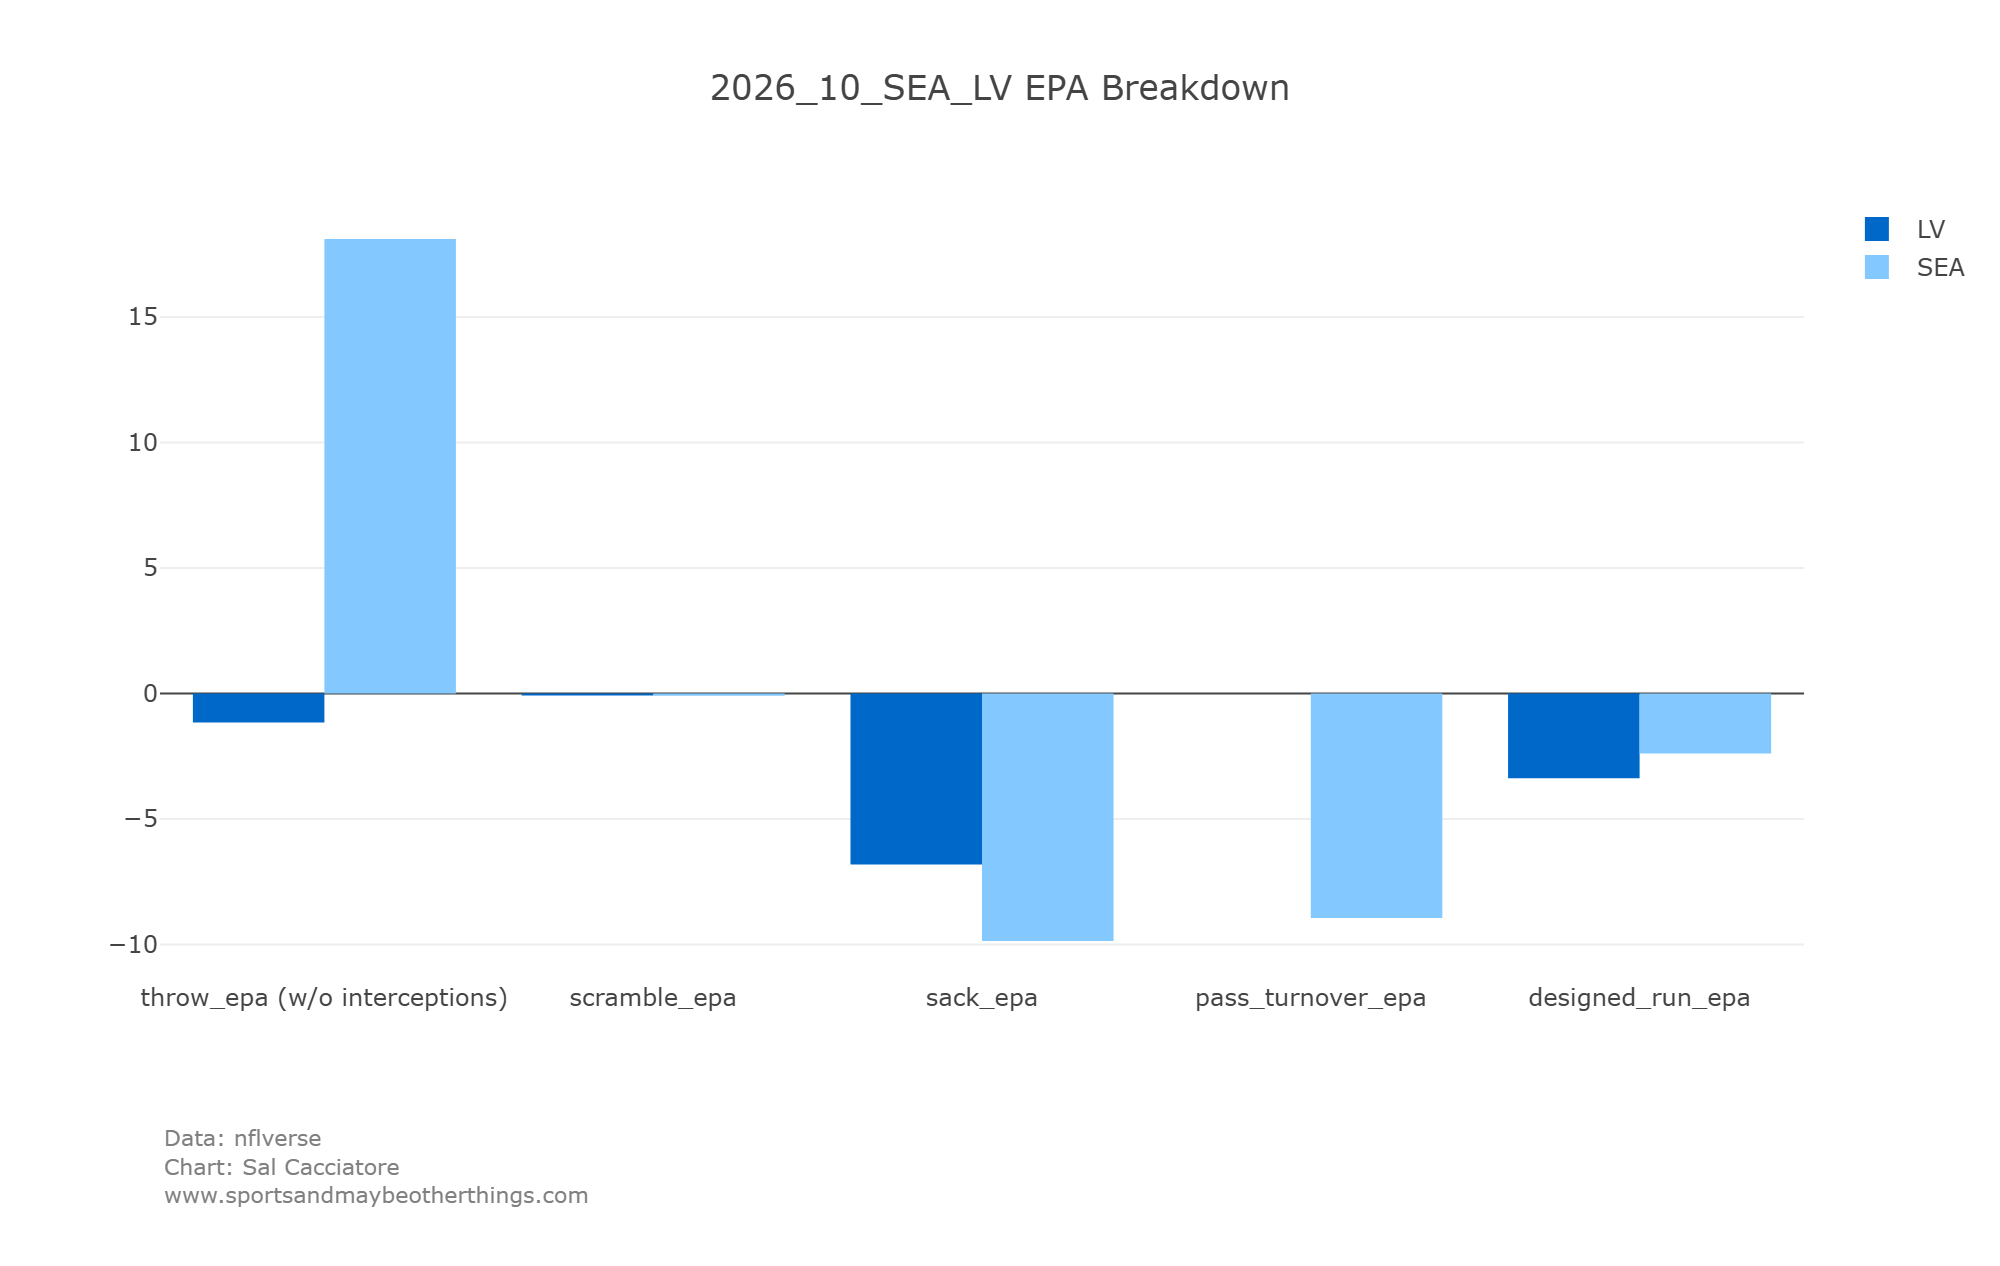 2026_10_SEA_LV EPA Breakdown
LV
SEA
15
10
5
0
−5
−10
throw_epa (w/o interceptions)
scramble_epa
sack_epa
pass_turnover_epa
designed_run_epa
Data: nflverse
Chart: Sal Cacciatore
www.sportsandmaybeotherthings.com